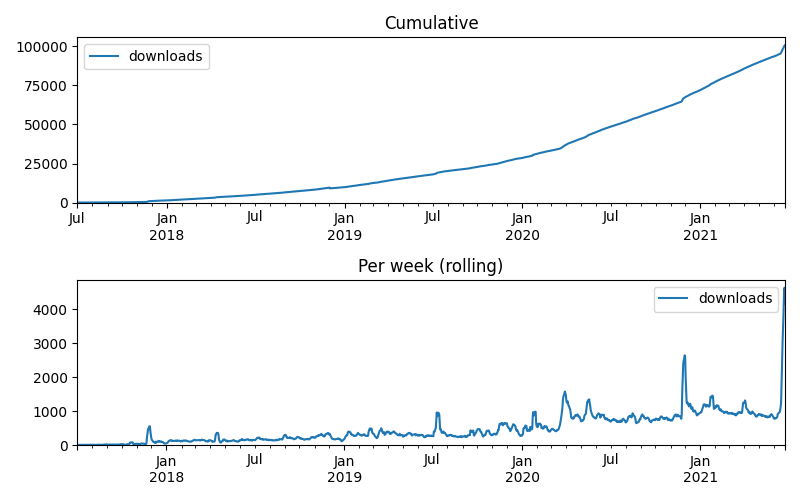 Cumulative
100000
75000
50000
25000
0
downloads
Jul Jan Jul Jan Jul Jan Jul Jan
2018 2019 2020 2021
Per week (rolling)
4000
3000
2000
1000
0
downloads
Jan Jul Jan Jul Jan Jul Jan
2018 2019 2020 2021